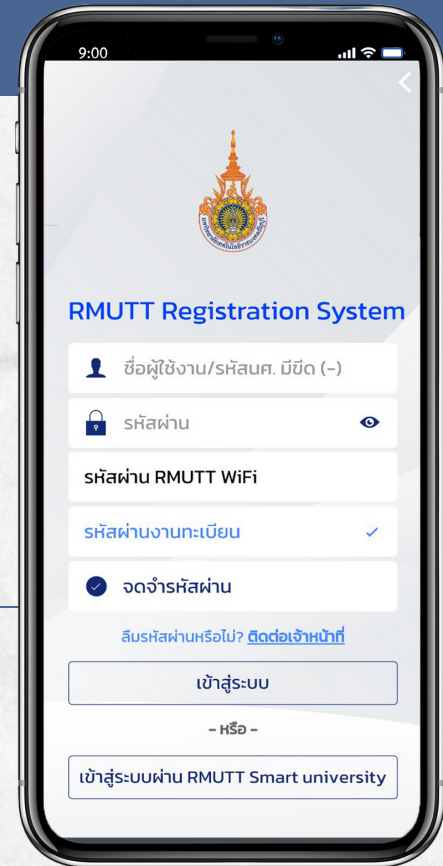 9:00
RMUTT Registration System
ชื่อผู้ใช้งาน/รหัสนศ. มีขีด (-)
รหัสผ่าน
รหัสผ่าน RMUTT WiFi
รหัสผ่านงานทะเบียน
จดจำรหัสผ่าน
ลืมรหัสผ่านหรือไม่? ติดต่อเจ้าหน้าที่
เข้าสู่ระบบ
- หรือ -
เข้าสู่ระบบผ่าน RMUTT Smart university